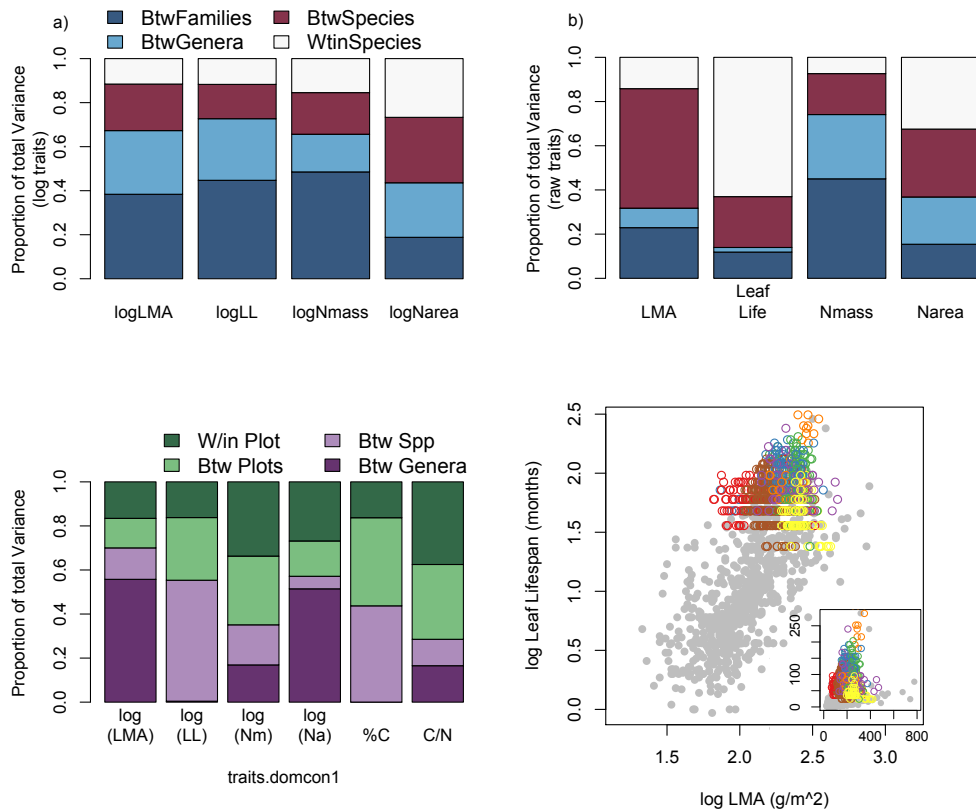 a)
BtwFamilies
BtwSpecies
BtwGenera
WtinSpecies
Proportion of total Variance
(log traits)
0.0 0.2 0.4 0.6 0.8 1.0
logLMA logLL logNmass logNarea
b)
Proportion of total Variance
(raw traits)
0.0 0.2 0.4 0.6 0.8 1.0
LMA Leaf Life Nmass Narea
W/in Plot
Btw Spp
Btw Plots
Btw Genera
Proportion of total Variance
0.0 0.2 0.4 0.6 0.8 1.0
log (LMA) log (LL) log (Nm) log (Na) %C C/N
traits.domcon1
log Leaf Lifespan (months)
0.0 0.5 1.0 1.5 2.0 2.5
1.5 2.0 2.5 3.0
log LMA (g/m^2)
0 100 250
0 200 400 800